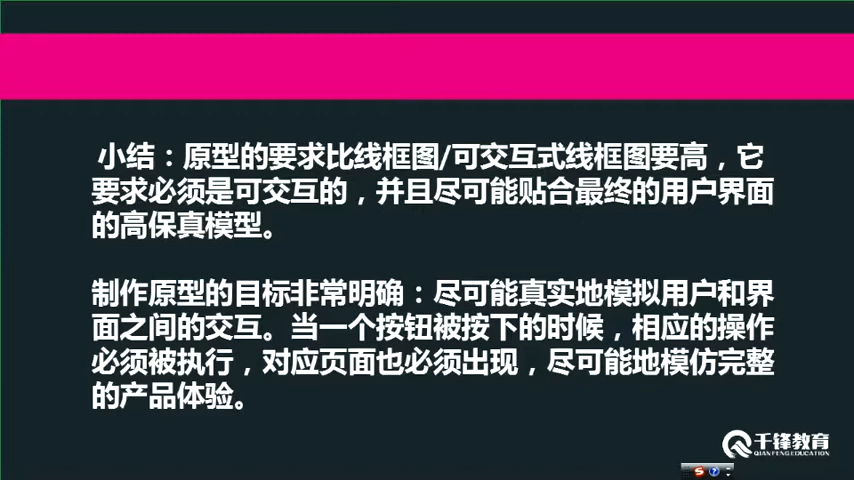 小结：原型的要求比线框图/可交互式线框图要高，它
要求必须是可交互的，并且尽可能贴合最终的用户界面
的高保真模型。
制作原型的目标非常明确：尽可能真实地模拟用户和界
面之间的交互。当一个按钮被按下的时候，相应的操作
必须被执行，对应页面也必须出现，尽可能地模仿完整
的产品体验。
千锋教育
QIANFENG EDUCATION